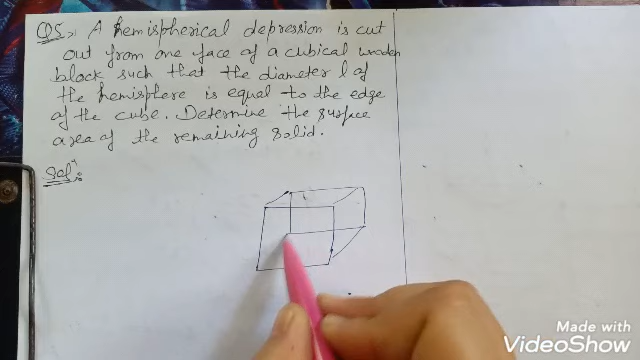 Q5., A hemispherical depression is cut
out from one face of a cubical wooden
block such that the diameter l of
the hemisphere is equal to the edge
of the cube. Determine the surface
area of the remaining solid.
Solⁿ:
Made with
VideoShow